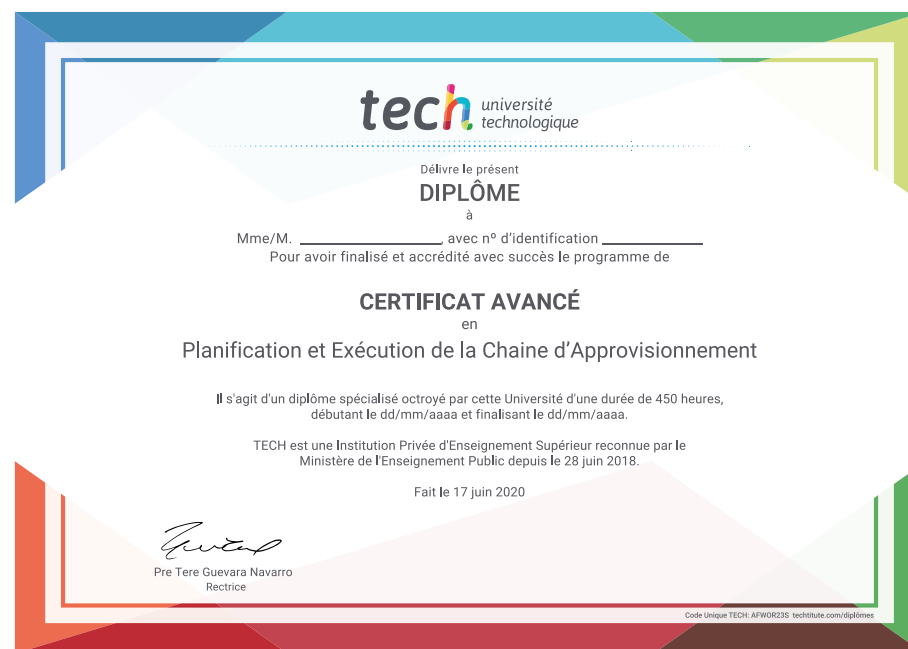 tech université
technologique
Délivre le présent
DIPLÔME
à
Mme/M. , avec nº d'identification
Pour avoir finalisé et accrédité avec succès le programme de
CERTIFICAT AVANCÉ
en
Planification et Exécution de la Chaine d'Approvisionnement
Il s'agit d'un diplôme spécialisé octroyé par cette Université d'une durée de 450 heures,
débutant le dd/mm/aaaa et finalisant le dd/mm/aaaa.
TECH est une Institution Privée d'Enseignement Supérieur reconnue par le
Ministère de l'Enseignement Public depuis le 28 juin 2018.
Fait le 17 juin 2020
Pre Tere Guevara Navarro
Rectrice
Code Unique TECH: AFWOR23S techtitute.com/diplômes